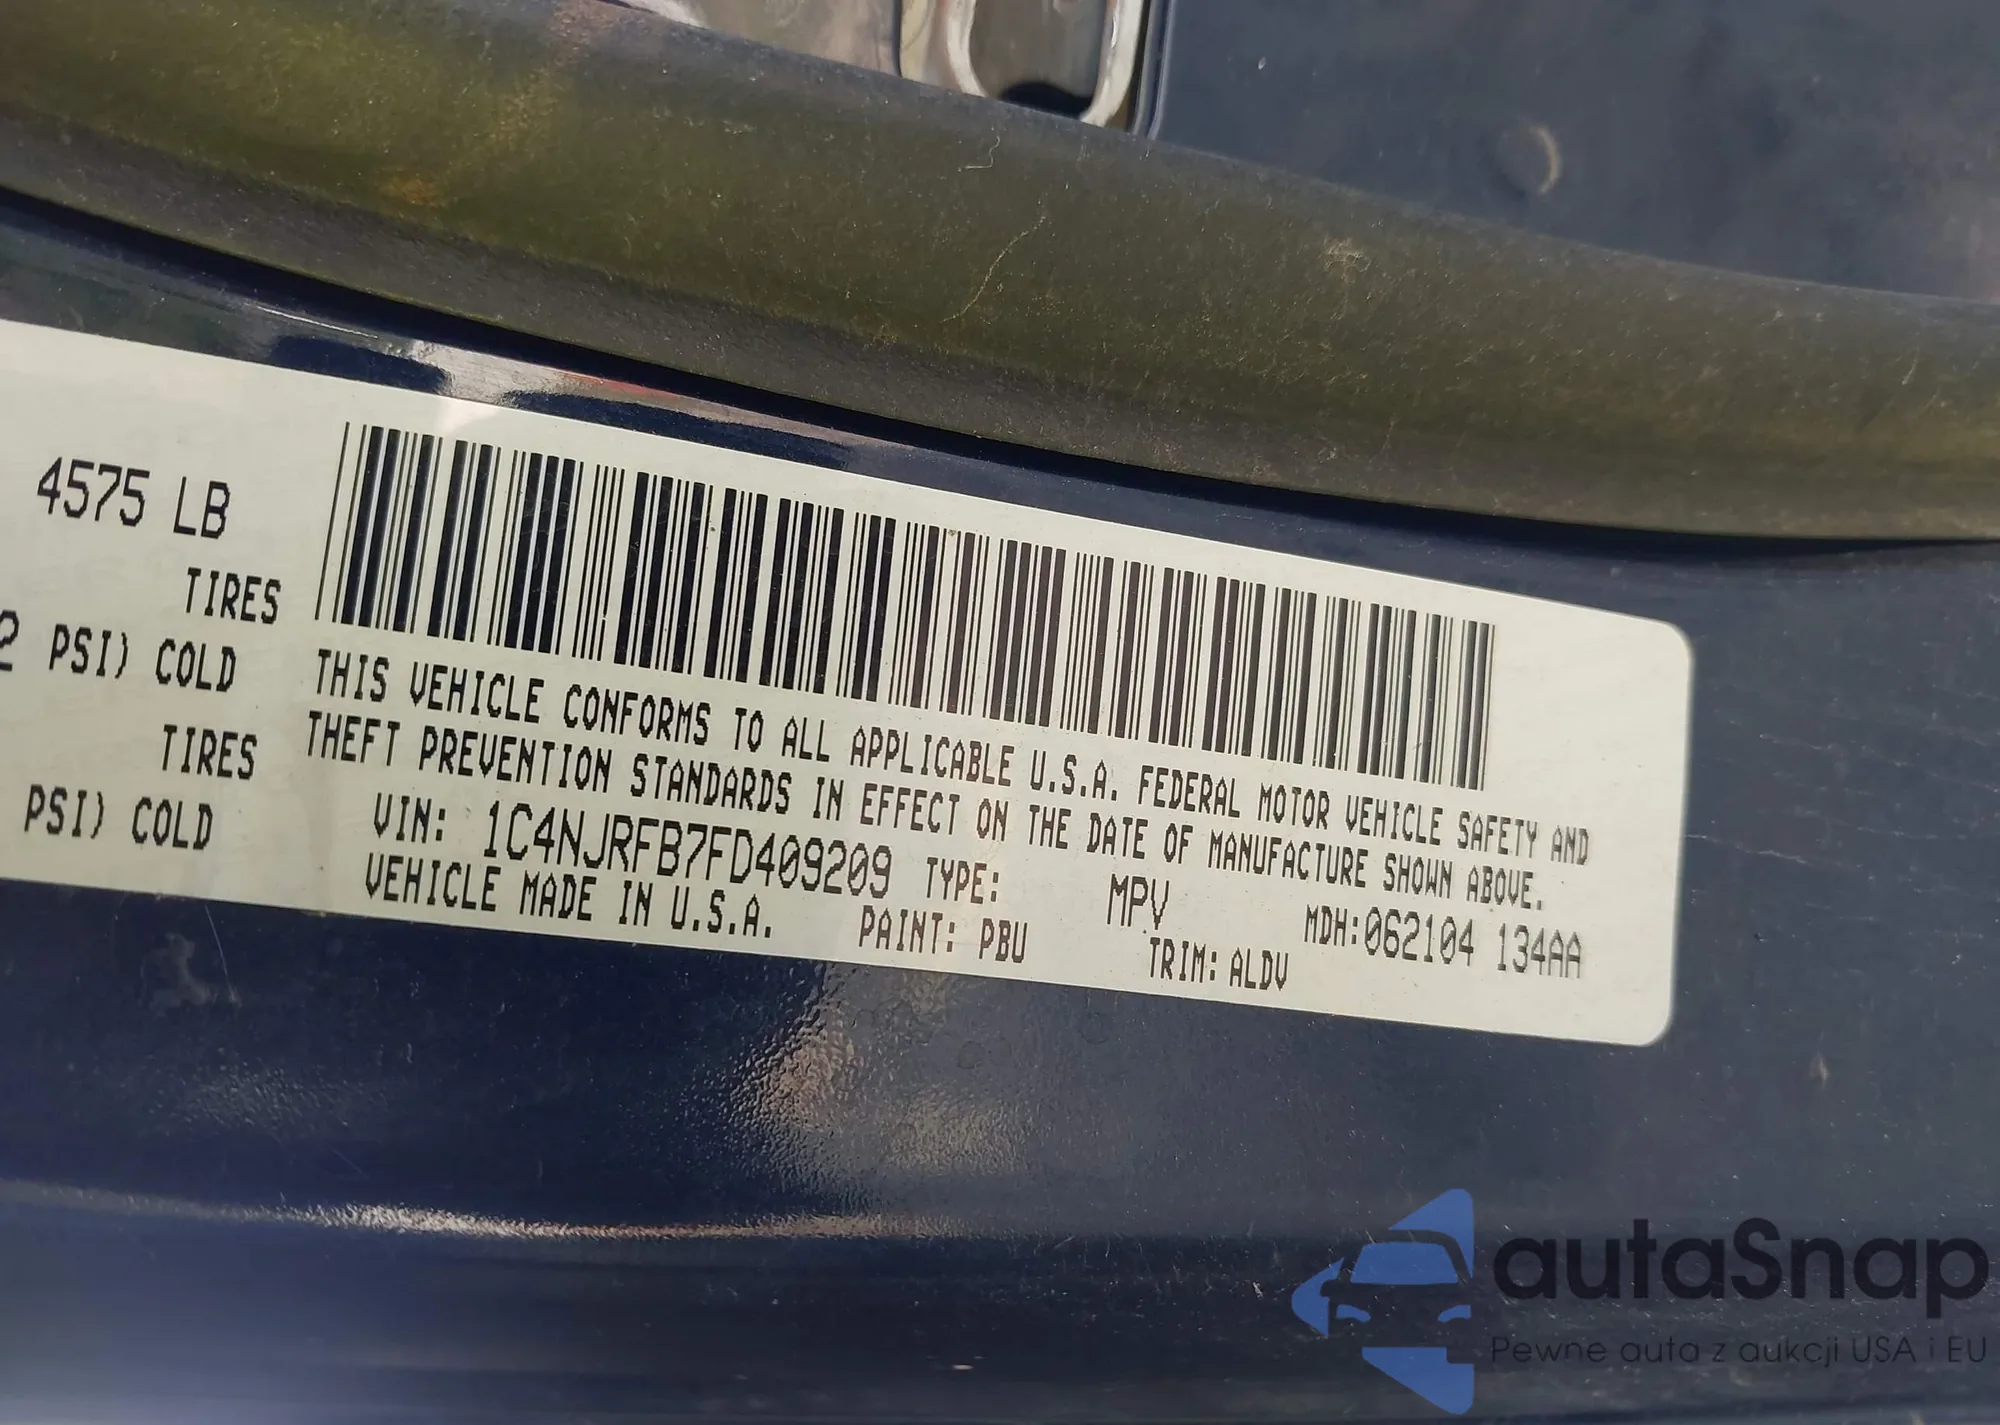 4575 LB
TIRES
2 PSI) COLD
TIRES
PSI) COLD
THIS VEHICLE CONFORMS TO ALL APPLICABLE U.S.A. FEDERAL MOTOR VEHICLE SAFETY AND
THEFT PREVENTION STANDARDS IN EFFECT ON THE DATE OF MANUFACTURE SHOWN ABOVE.
VIN: 1C4NJRFB7FD409209 TYPE: MPV MDH:062104 134AA
VEHICLE MADE IN U.S.A. PAINT: PBU TRIM: ALDV
autaSnap
Pewne auta z aukcji USA i EU